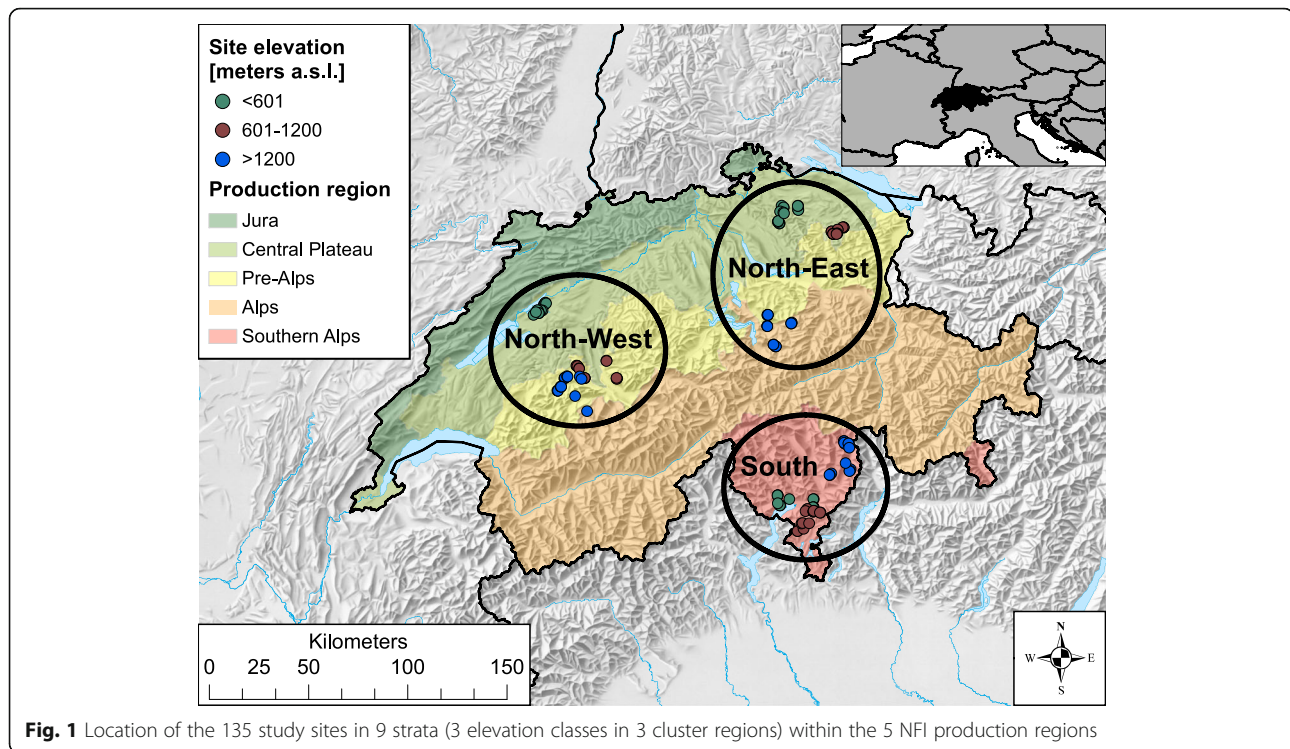 Site elevation
[meters a.s.l.]
<601
601-1200
>1200
Production region
Jura
Central Plateau
Pre-Alps
Alps
Southern Alps
North-East
North-West
South
Kilometers
0 25 50 100 150
N
W E
S
Fig. 1 Location of the 135 study sites in 9 strata (3 elevation classes in 3 cluster regions) within the 5 NFI production regions